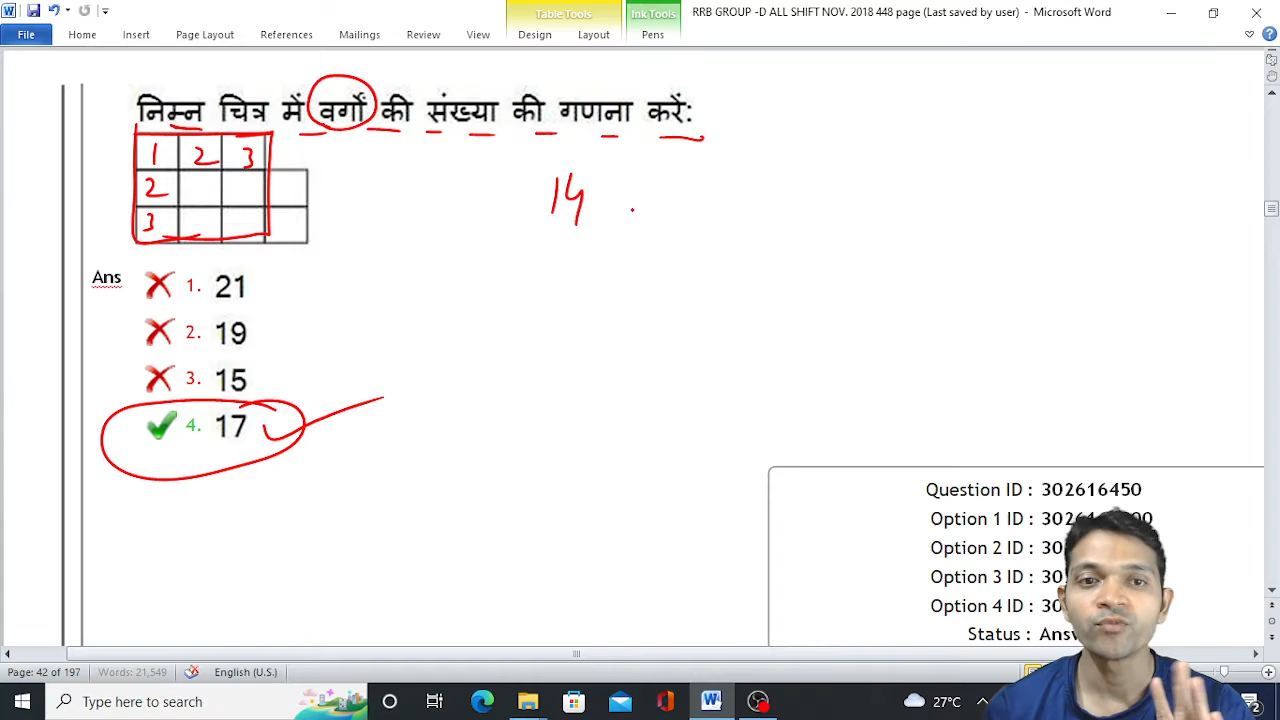 Table Tools
Ink Tools
RRB GROUP -D ALL SHIFT NOV. 2018 448 page (Last saved by user) - Microsoft Word
File Home Insert Page Layout References Mailings Review View Design Layout Pens
निम्न चित्र में वर्गों की संख्या की गणना करें:
1 2 3
2
3
14
Ans
1. 21
2. 19
3. 15
4. 17
Question ID : 302616450
Option 1 ID :
Option 2 ID :
Option 3 ID :
Option 4 ID :
Status :
Page: 42 of 197 Words: 21,549 English (U.S.)
Type here to search
27°C